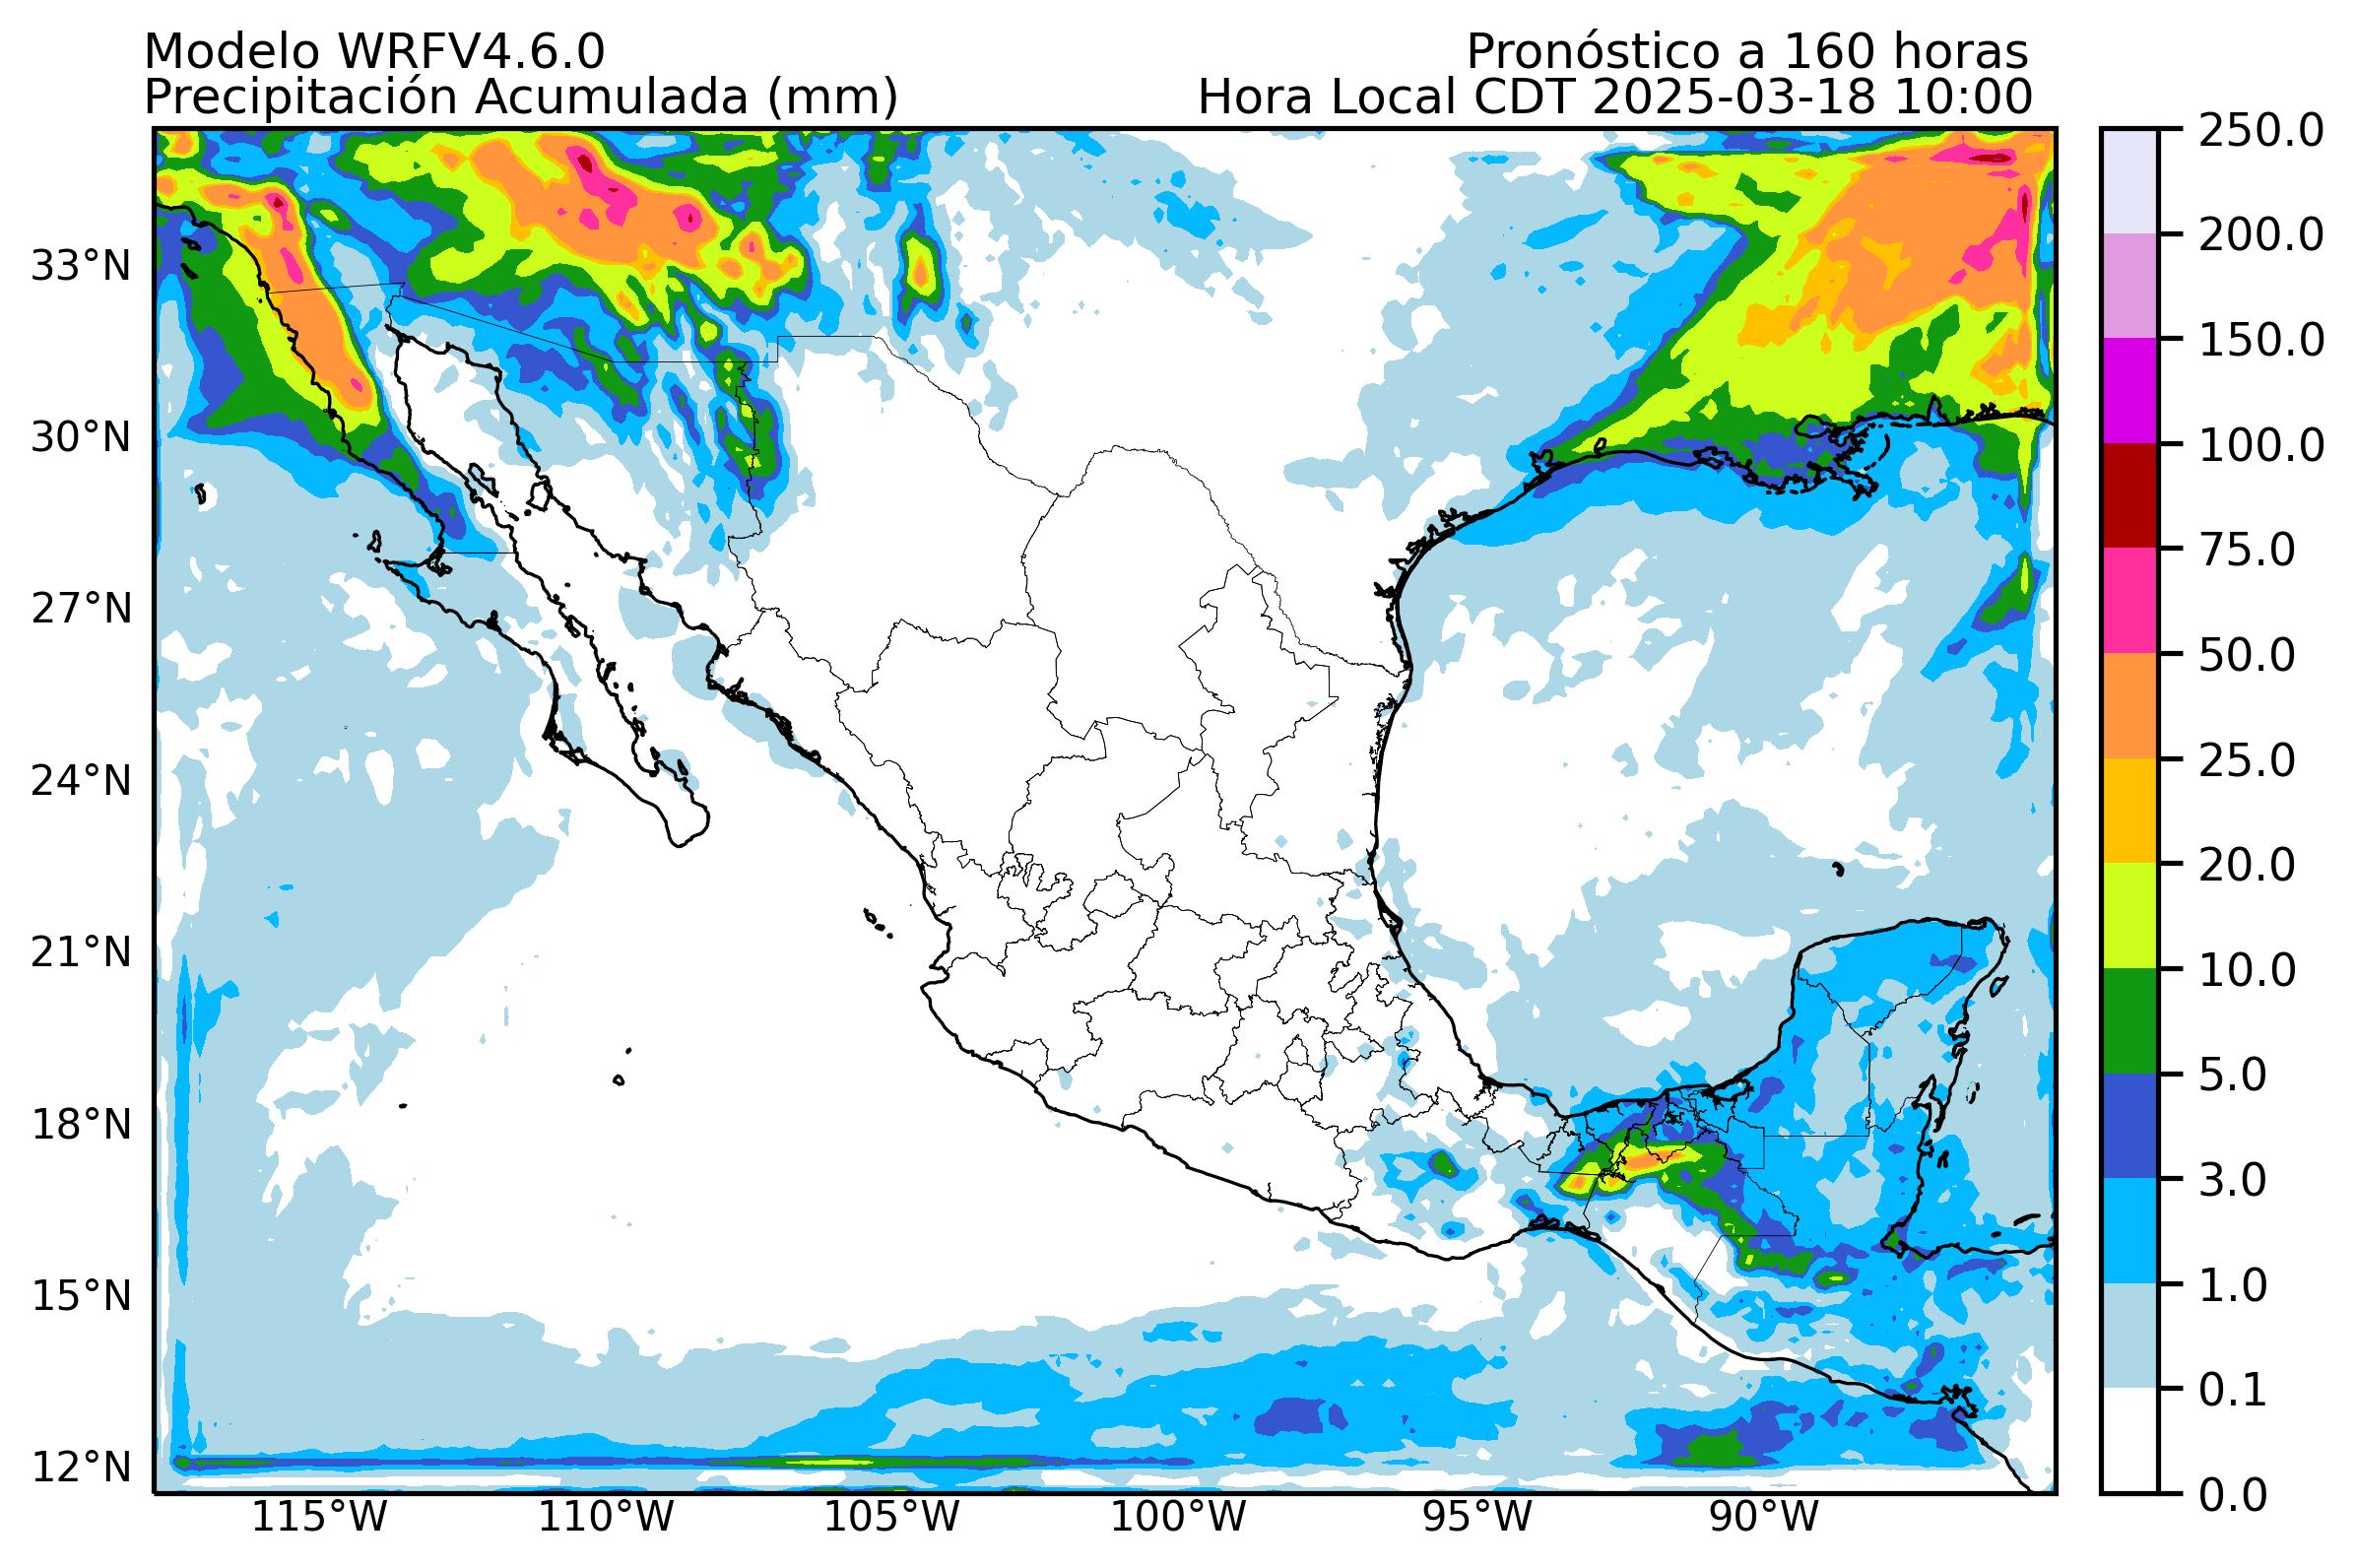 Modelo WRFV4.6.0
Pronóstico a 160 horas
Precipitación Acumulada (mm)
Hora Local CDT 2025-03-18 10:00
250.0
200.0
150.0
100.0
75.0
50.0
25.0
20.0
10.0
5.0
3.0
1.0
0.1
0.0
33°N
30°N
27°N
24°N
21°N
18°N
15°N
12°N
115°W
110°W
105°W
100°W
95°W
90°W